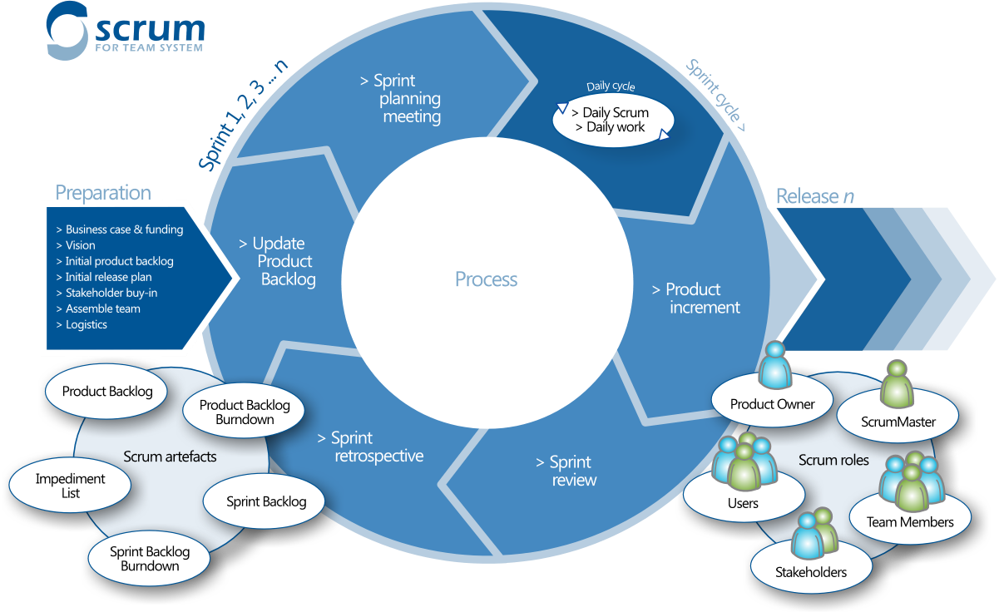 scrum
FOR TEAM SYSTEM
Sprint 1, 2, 3 ... n
> Sprint
planning
meeting
Daily cycle
> Daily Scrum
> Daily work
Sprint cycle >
Preparation
> Business case & funding
> Vision
> Initial product backlog
> Initial release plan
> Stakeholder buy-in
> Assemble team
> Logistics
> Update
Product
Backlog
Process
> Product
increment
Release n
> Sprint
retrospective
> Sprint
review
Product Backlog
Product Backlog
Burndown
Scrum artefacts
Impediment
List
Sprint Backlog
Sprint Backlog
Burndown
Product Owner
ScrumMaster
Scrum roles
Users
Team Members
Stakeholders